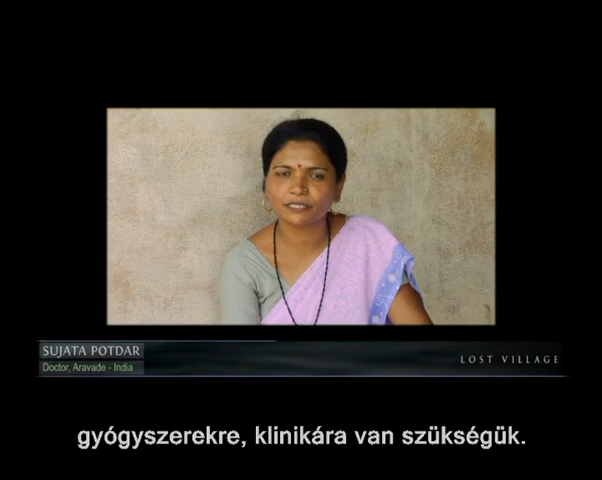 SUJATA POTDAR
Doctor, Aravade - India
LOST VILLAGE
gyógyszerekre, klinikára van szükségük.